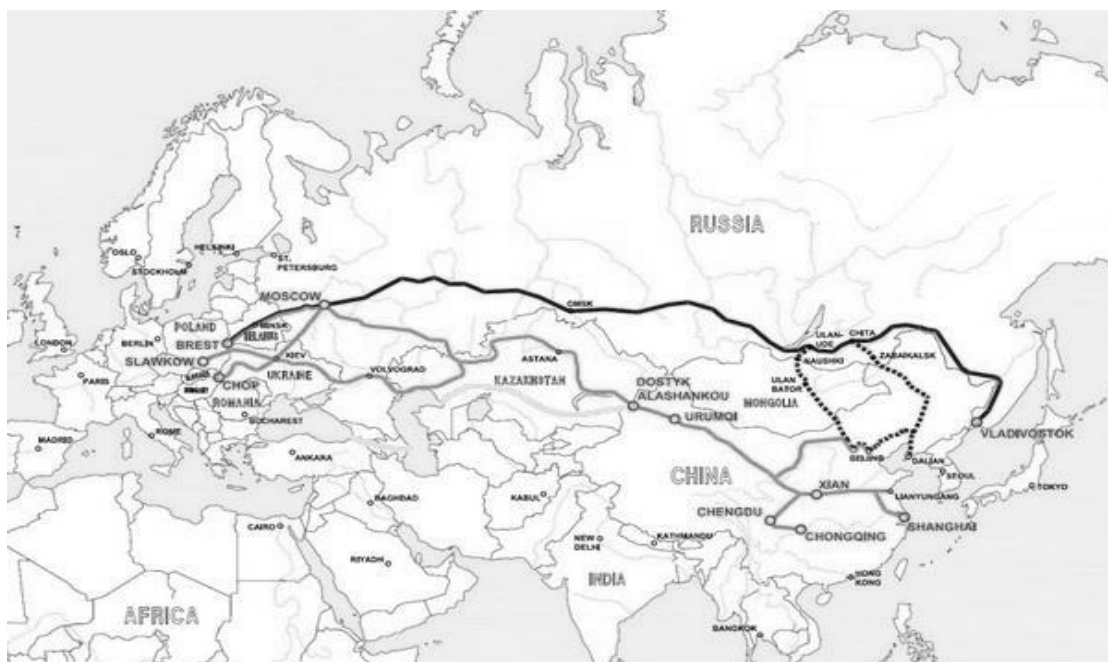 RUSSIA
OSLO
HELSINKI
ST.
PETERSBURG
STOCKHOLM
MOSCOW
OMSK
ULAN-
UDE
CHITA
NAUSHKI
ZABAIKALSK
POLAND
MINSK
BELARUS
BREST
BERLIN
LONDON
SLAWKOW
KIEV
ASTANA
PARIS
CHOP
UKRAINE
VOLVOGRAD
KAZAKHSTAN
DOSTYK
ALASHANKOU
ULAN
BATOR
MONGOLIA
ROMANIA
BUCHAREST
URUMQI
VLADIVOSTOK
MADRID
ROME
ANKARA
BEIJING
DALIAN
SEOUL
TOKYO
CHINA
XIAN
LIANYUNGANG
BAGHDAD
KABUL
CHENGDU
SHANGHAI
CAIRO
CHONGQING
NEW
DELHI
KATHMANDU
RIYADH
INDIA
HONG
KONG
AFRICA
BANGKOK